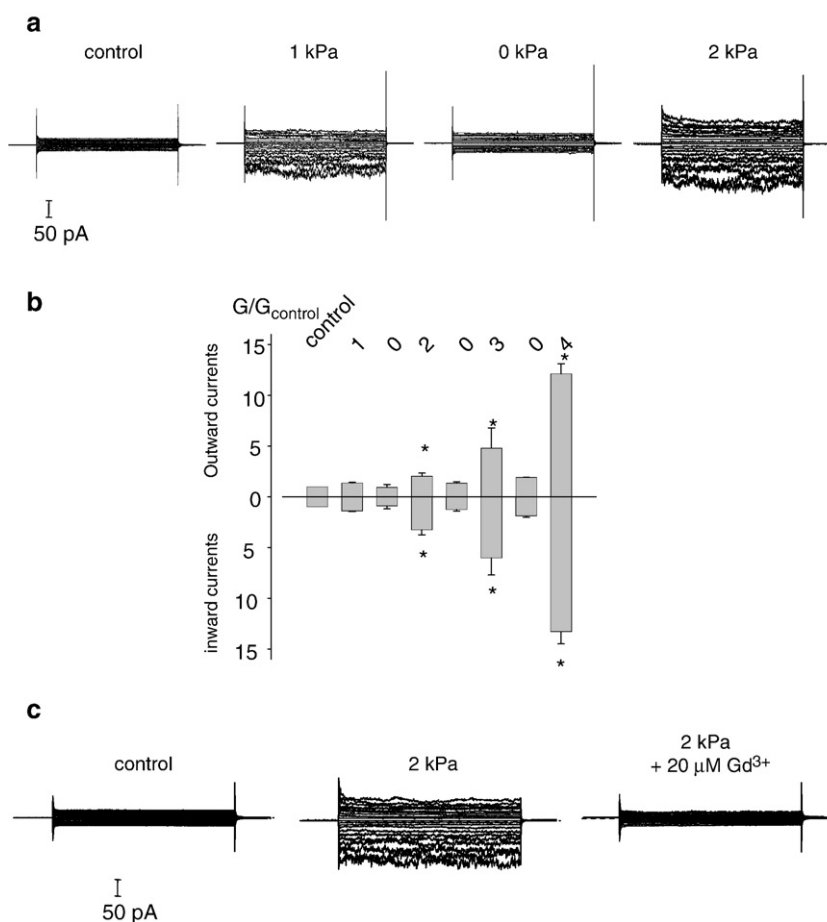 a
control
1 kPa
0 kPa
2 kPa
50 pA
b
G/Gcontrol
control
1
0
2
0
3
0
4
Outward currents
inward currents
15
10
5
0
5
10
15
*
*
*
*
*
*
c
control
2 kPa
2 kPa
+ 20 μM Gd³⁺
50 pA